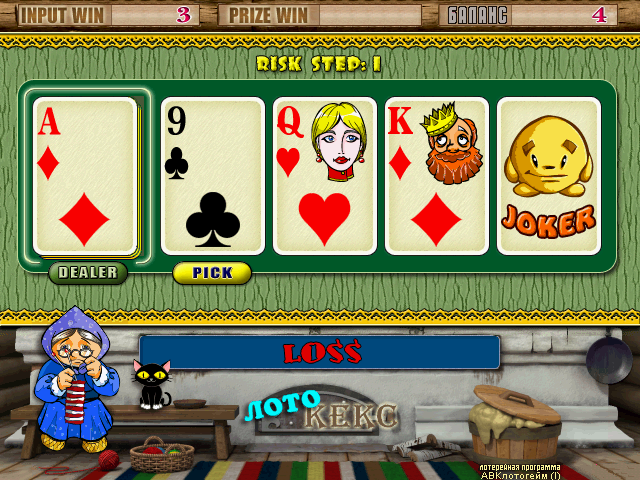 INPUT WIN 3 PRIZE WIN БАЛАНС 4
RISK STEP: 1
A 9 Q K
JOKER
DEALER PICK
LOSS
ЛОТО КЕКС
лотерейная программа
АВКлотогейм (I)